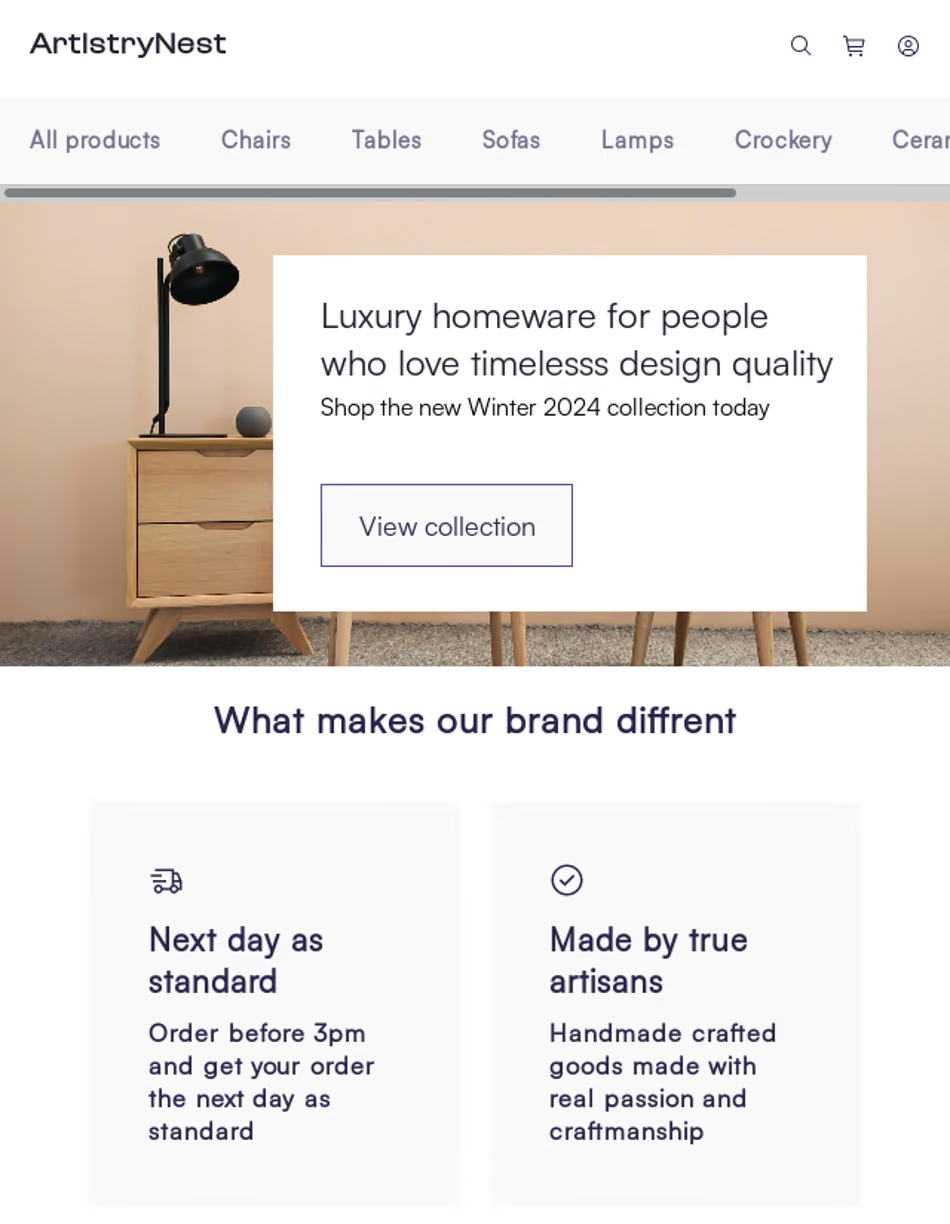 ArtIstryNest
All products Chairs Tables Sofas Lamps Crockery Cerar
Luxury homeware for people
who love timelesss design quality
Shop the new Winter 2024 collection today
View collection
What makes our brand diffrent
Next day as
standard
Order before 3pm
and get your order
the next day as
standard
Made by true
artisans
Handmade crafted
goods made with
real passion and
craftmanship